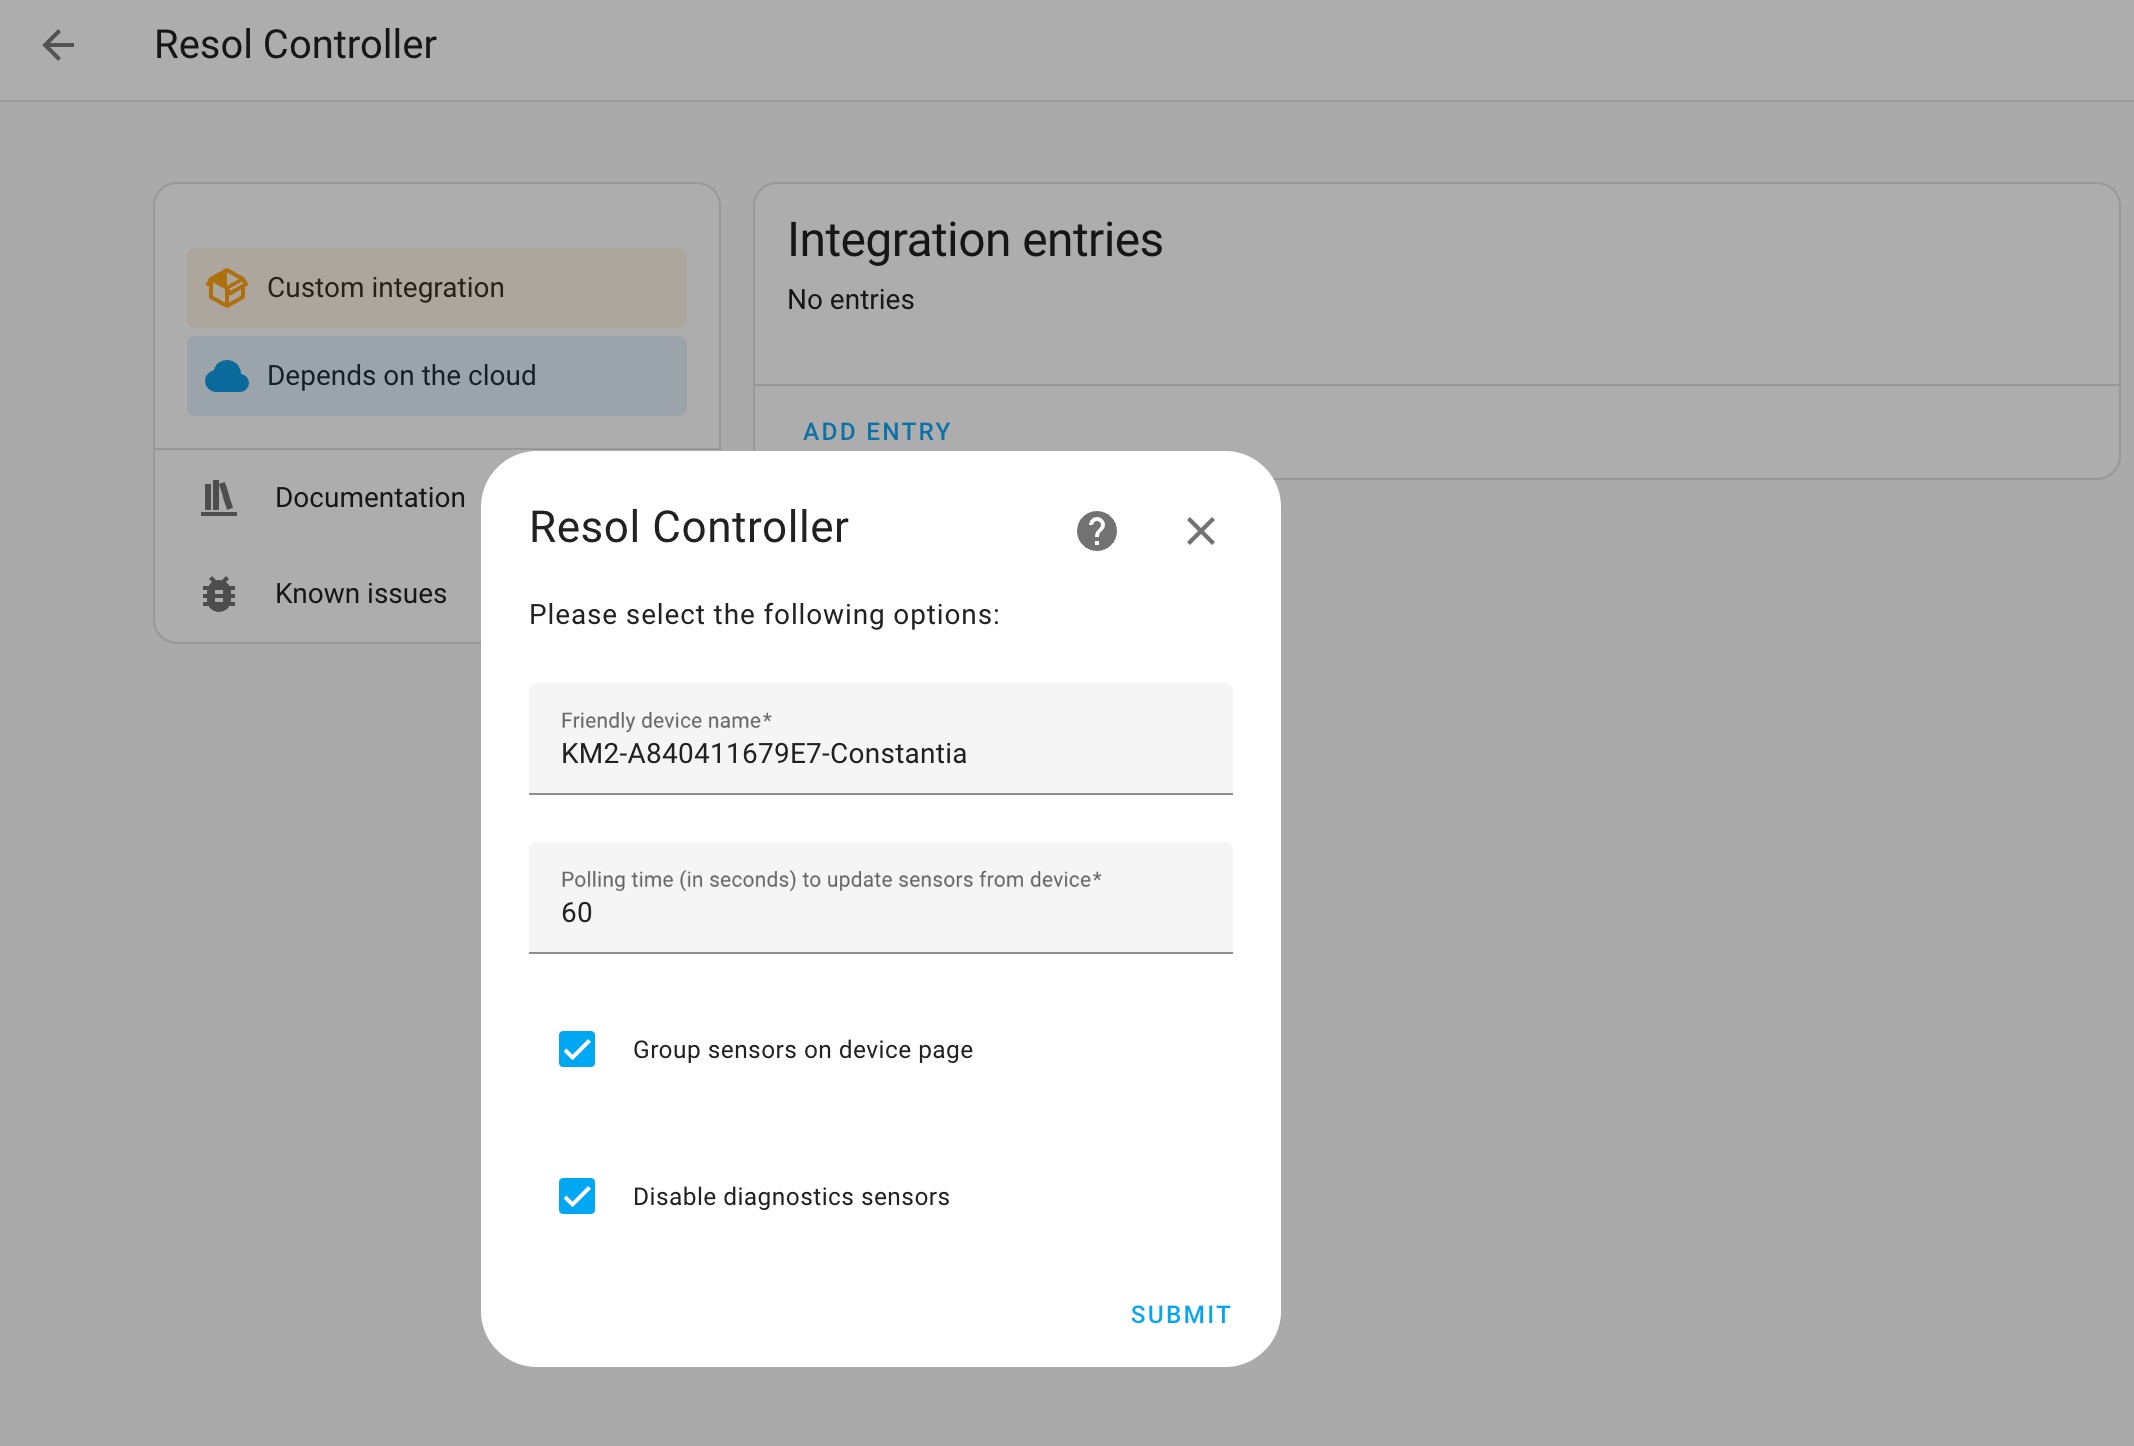 Resol Controller
Custom integration
Depends on the cloud
Documentation
Known issues
Integration entries
No entries
ADD ENTRY
Resol Controller
Please select the following options:
Friendly device name*
KM2-A840411679E7-Constantia
Polling time (in seconds) to update sensors from device*
60
Group sensors on device page
Disable diagnostics sensors
SUBMIT